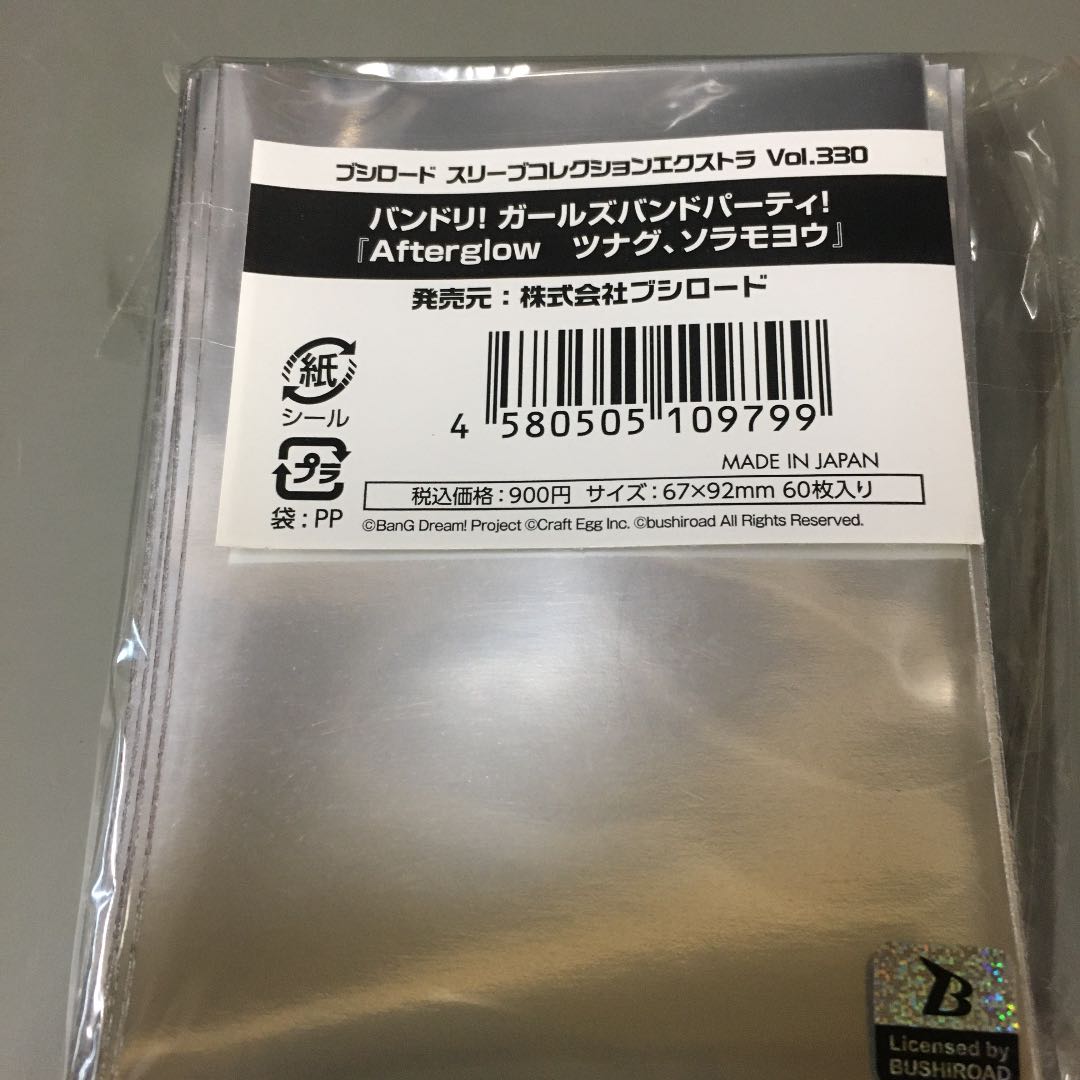 ブシロード スリーブコレクションエクストラ Vol.330
バンドリ! ガールズバンドパーティ!
『Afterglow　ツナグ、ソラモヨウ』
発売元：株式会社ブシロード
紙
シール
プラ
袋：PP
4 580505 109799
MADE IN JAPAN
税込価格：900円 サイズ：67×92mm 60枚入り
©BanG Dream! Project ©Craft Egg Inc. ©bushiroad All Rights Reserved.
B
Licensed by
BUSHIROAD